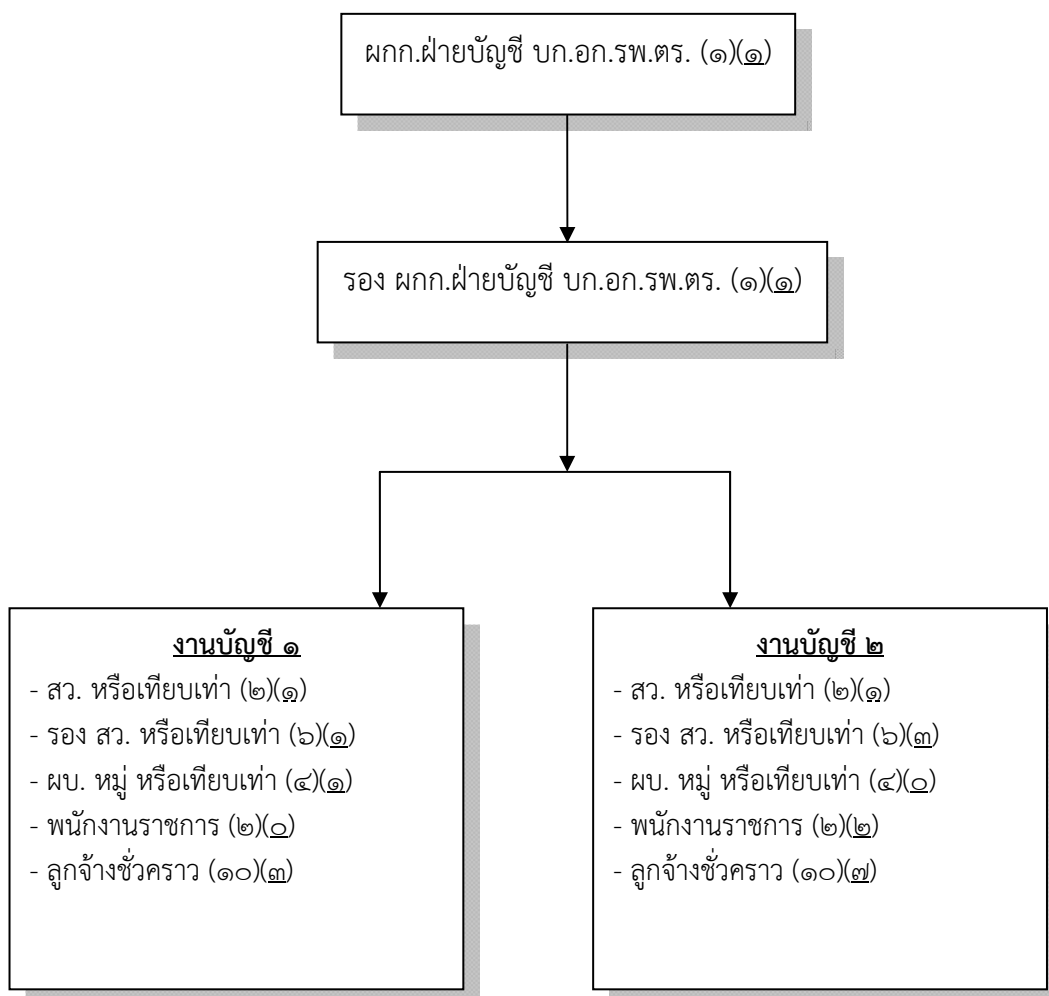 ผกก.ฝ่ายบัญชี บก.อก.รพ.ตร. (๑)(๑)
รอง ผกก.ฝ่ายบัญชี บก.อก.รพ.ตร. (๑)(๑)
งานบัญชี ๑
- สว. หรือเทียบเท่า (๒)(๑)
- รอง สว. หรือเทียบเท่า (๖)(๑)
- ผบ. หมู่ หรือเทียบเท่า (๔)(๑)
- พนักงานราชการ (๒)(๐)
- ลูกจ้างชั่วคราว (๑๐)(๓)
งานบัญชี ๒
- สว. หรือเทียบเท่า (๒)(๑)
- รอง สว. หรือเทียบเท่า (๖)(๓)
- ผบ. หมู่ หรือเทียบเท่า (๔)(๐)
- พนักงานราชการ (๒)(๒)
- ลูกจ้างชั่วคราว (๑๐)(๗)